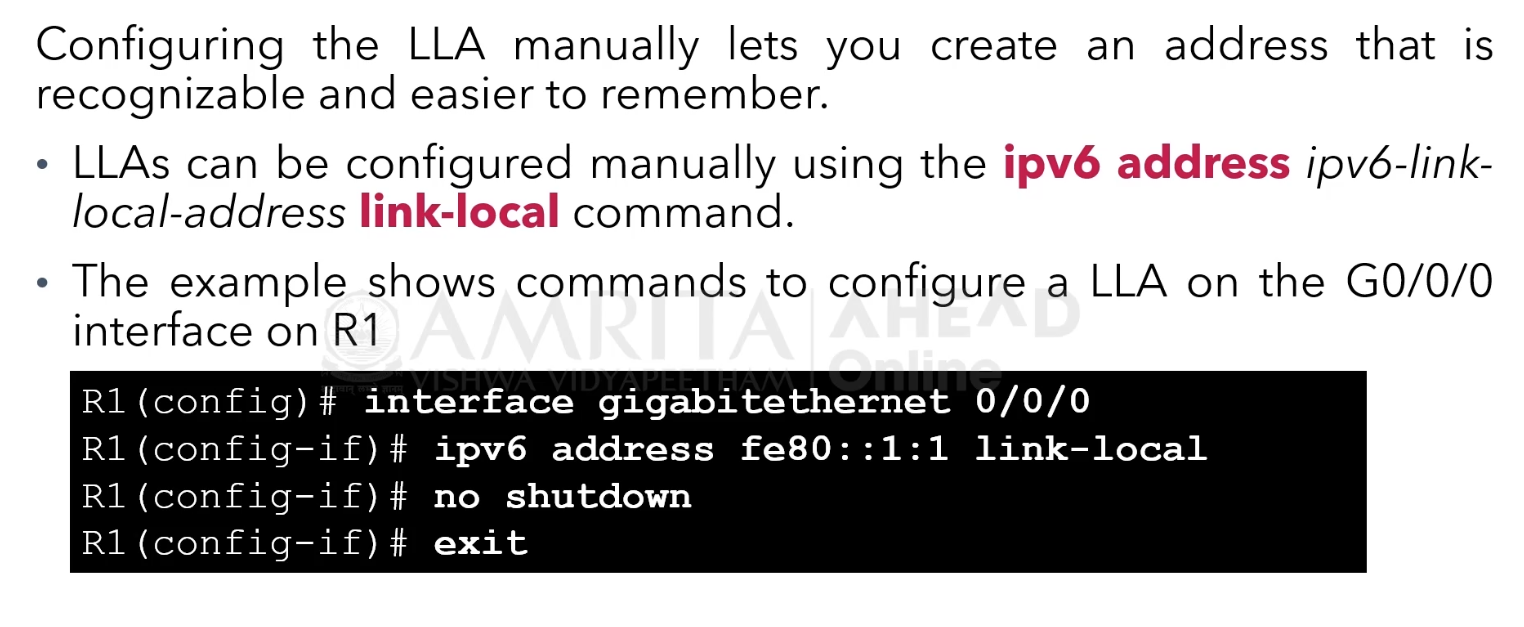 Configuring the LLA manually lets you create an address that is
recognizable and easier to remember.
• LLAs can be configured manually using the ipv6 address ipv6-link-
local-address link-local command.
• The example shows commands to configure a LLA on the G0/0/0
interface on R1
AMRITA AHEAD
VISHWA VIDYAPEETHAM Online
R1(config)# interface gigabitethernet 0/0/0
R1(config-if)# ipv6 address fe80::1:1 link-local
R1(config-if)# no shutdown
R1(config-if)# exit